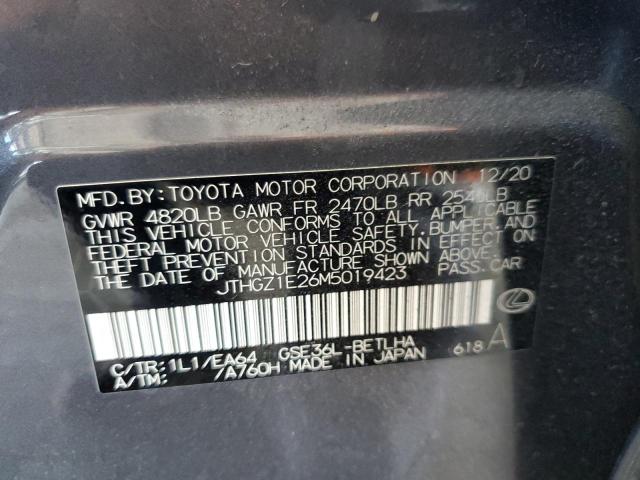 MFD.BY:TOYOTA MOTOR CORPORATION 12/20
GVWR 4820LB GAWR FR 2470LB RR 2540LB
THIS VEHICLE CONFORMS TO ALL APPLICABLE
FEDERAL MOTOR VEHICLE SAFETY,BUMPER,AND
THEFT PREVENTION STANDARDS IN EFFECT ON
THE DATE OF MANUFACTURE SHOWN ABOVE.
JTHGZ1E26M5019423 PASS.CAR
C/TR:1L1/EA64 GSE36L-BETLHA
A/TM: /A760H MADE IN JAPAN 618 A